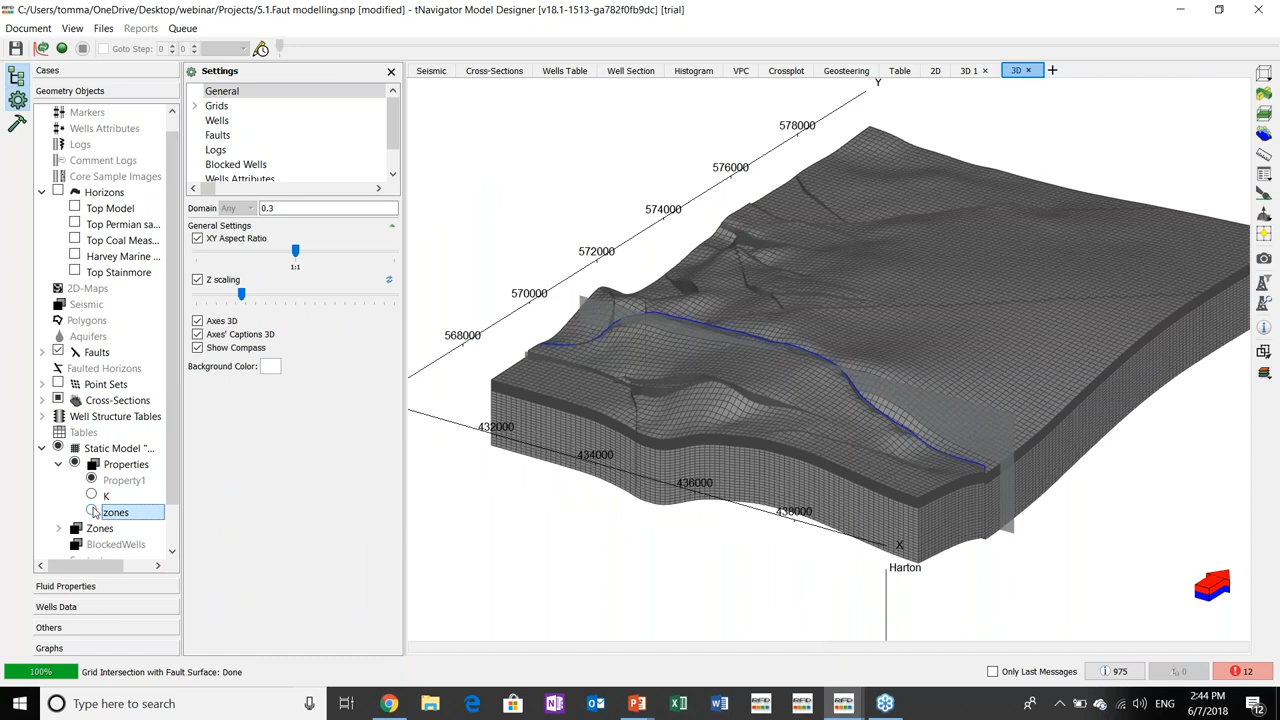 C:/Users/tomma/OneDrive/Desktop/webinar/Projects/5.1.Faut modelling.snp [modified] - tNavigator Model Designer [v18.1-1513-ga782f0fb9dc] [trial]
Document View Files Reports Queue
Goto Step: 0 0
Cases
Geometry Objects
Markers
Wells Attributes
Logs
Comment Logs
Core Sample Images
Horizons
Top Model
Top Permian sa...
Top Coal Meas...
Harvey Marine ...
Top Stainmore
2D-Maps
Seismic
Polygons
Aquifers
Faults
Faulted Horizons
Point Sets
Cross-Sections
Well Structure Tables
Tables
Static Model "...
Properties
Property1
K
zones
Zones
BlockedWells
Fluid Properties
Wells Data
Others
Graphs
Settings
General
Grids
Wells
Faults
Logs
Blocked Wells
Wells Attributes
Domain Any 0.3
General Settings
XY Aspect Ratio
1:1
Z scaling
Axes 3D
Axes' Captions 3D
Show Compass
Background Color:
Seismic Cross-Sections Wells Table Well Section Histogram VPC Crossplot Geosteering Table 2D 3D 1 3D
Y
578000
576000
574000
572000
570000
568000
432000
434000
436000
438000
X
Harton
100% Grid Intersection with Fault Surface: Done
Only Last Messages 975 0 12
Type here to search
ENG
2:44 PM
6/7/2018
12